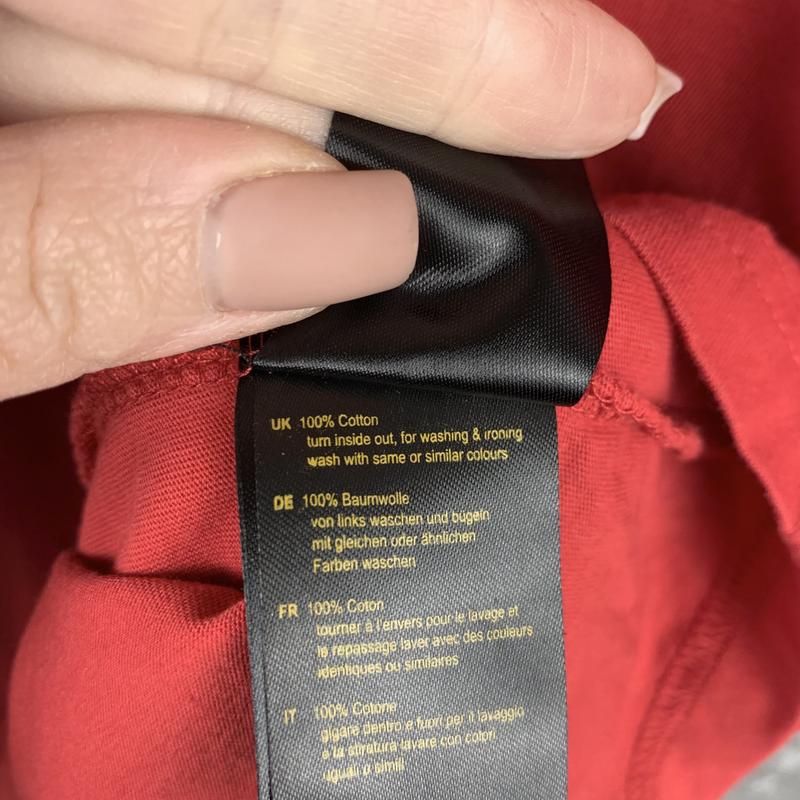 UK 100% Cotton
turn inside out, for washing & ironing
wash with same or similar colours
DE 100% Baumwolle
von links waschen und bügeln
mit gleichen oder ähnlichen
Farben waschen
FR 100% Coton
tourner à l'envers pour le lavage et
le repassage laver avec des couleurs
identiques ou similaires
IT 100% Cotone
gigare dentro e fuori per il lavaggio
e la stiratura lavare con colori
uguali o simili